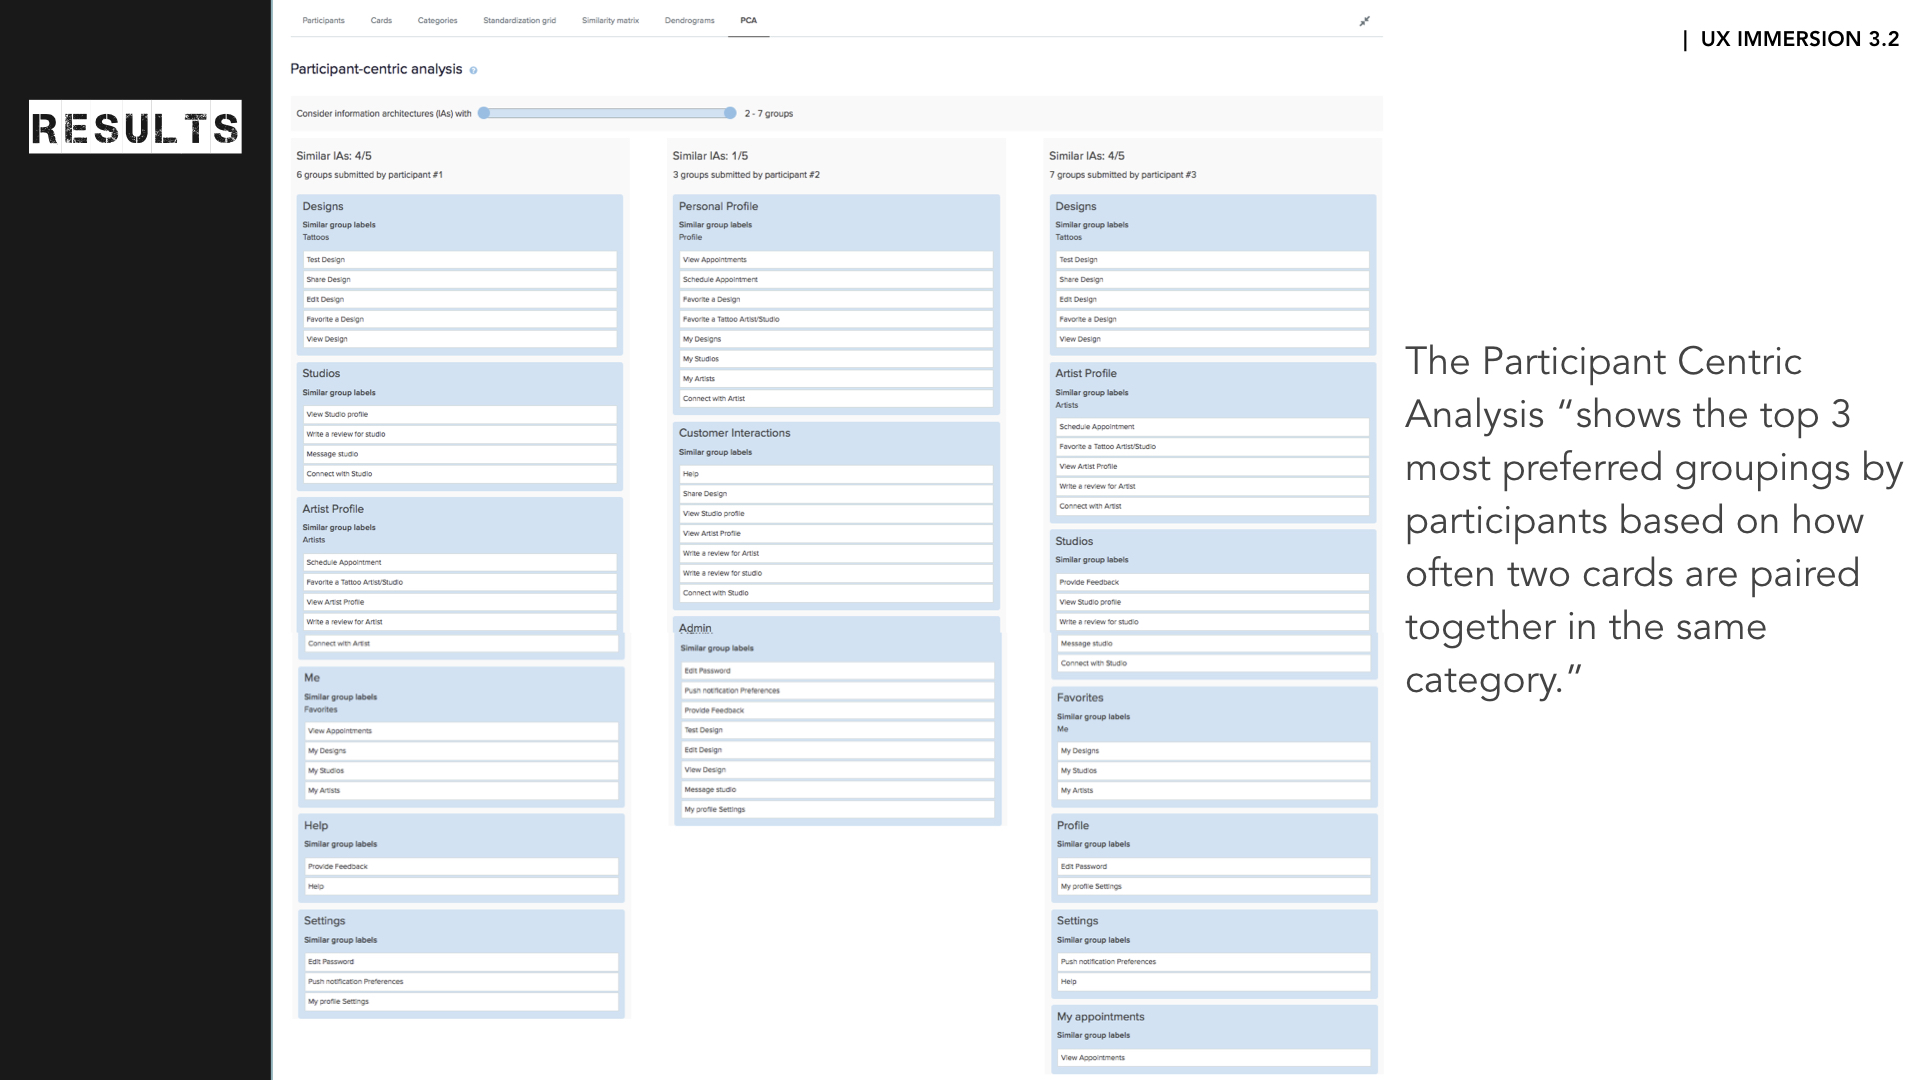 RESULTS
Participants Cards Categories Standardization grid Similarity matrix Dendrograms PCA
| UX IMMERSION 3.2
Participant-centric analysis ?
Consider information architectures (IAs) with 2 - 7 groups
Similar IAs: 4/5
6 groups submitted by participant #1
Designs
Similar group labels
Tattoos
Test Design
Share Design
Edit Design
Favorite a Design
View Design
Studios
Similar group labels
View Studio profile
Write a review for studio
Message studio
Connect with Studio
Artist Profile
Similar group labels
Artists
Schedule Appointment
Favorite a Tattoo Artist/Studio
View Artist Profile
Write a review for Artist
Connect with Artist
Me
Similar group labels
Favorites
View Appointments
My Designs
My Studios
My Artists
Help
Similar group labels
Provide Feedback
Help
Settings
Similar group labels
Edit Password
Push notification Preferences
My profile Settings
Similar IAs: 1/5
3 groups submitted by participant #2
Personal Profile
Similar group labels
Profile
View Appointments
Schedule Appointment
Favorite a Design
Favorite a Tattoo Artist/Studio
My Designs
My Studios
My Artists
Connect with Artist
Customer Interactions
Similar group labels
Help
Share Design
View Studio profile
View Artist Profile
Write a review for Artist
Write a review for studio
Connect with Studio
Admin
Similar group labels
Edit Password
Push notification Preferences
Provide Feedback
Test Design
Edit Design
View Design
Message studio
My profile Settings
Similar IAs: 4/5
7 groups submitted by participant #3
Designs
Similar group labels
Tattoos
Test Design
Share Design
Edit Design
Favorite a Design
View Design
Artist Profile
Similar group labels
Artists
Schedule Appointment
Favorite a Tattoo Artist/Studio
View Artist Profile
Write a review for Artist
Connect with Artist
Studios
Similar group labels
Provide Feedback
View Studio profile
Write a review for studio
Message studio
Connect with Studio
Favorites
Similar group labels
Me
My Designs
My Studios
My Artists
Profile
Similar group labels
Edit Password
My profile Settings
Settings
Similar group labels
Push notification Preferences
Help
My appointments
Similar group labels
View Appointments
The Participant Centric
Analysis “shows the top 3
most preferred groupings by
participants based on how
often two cards are paired
together in the same
category.”